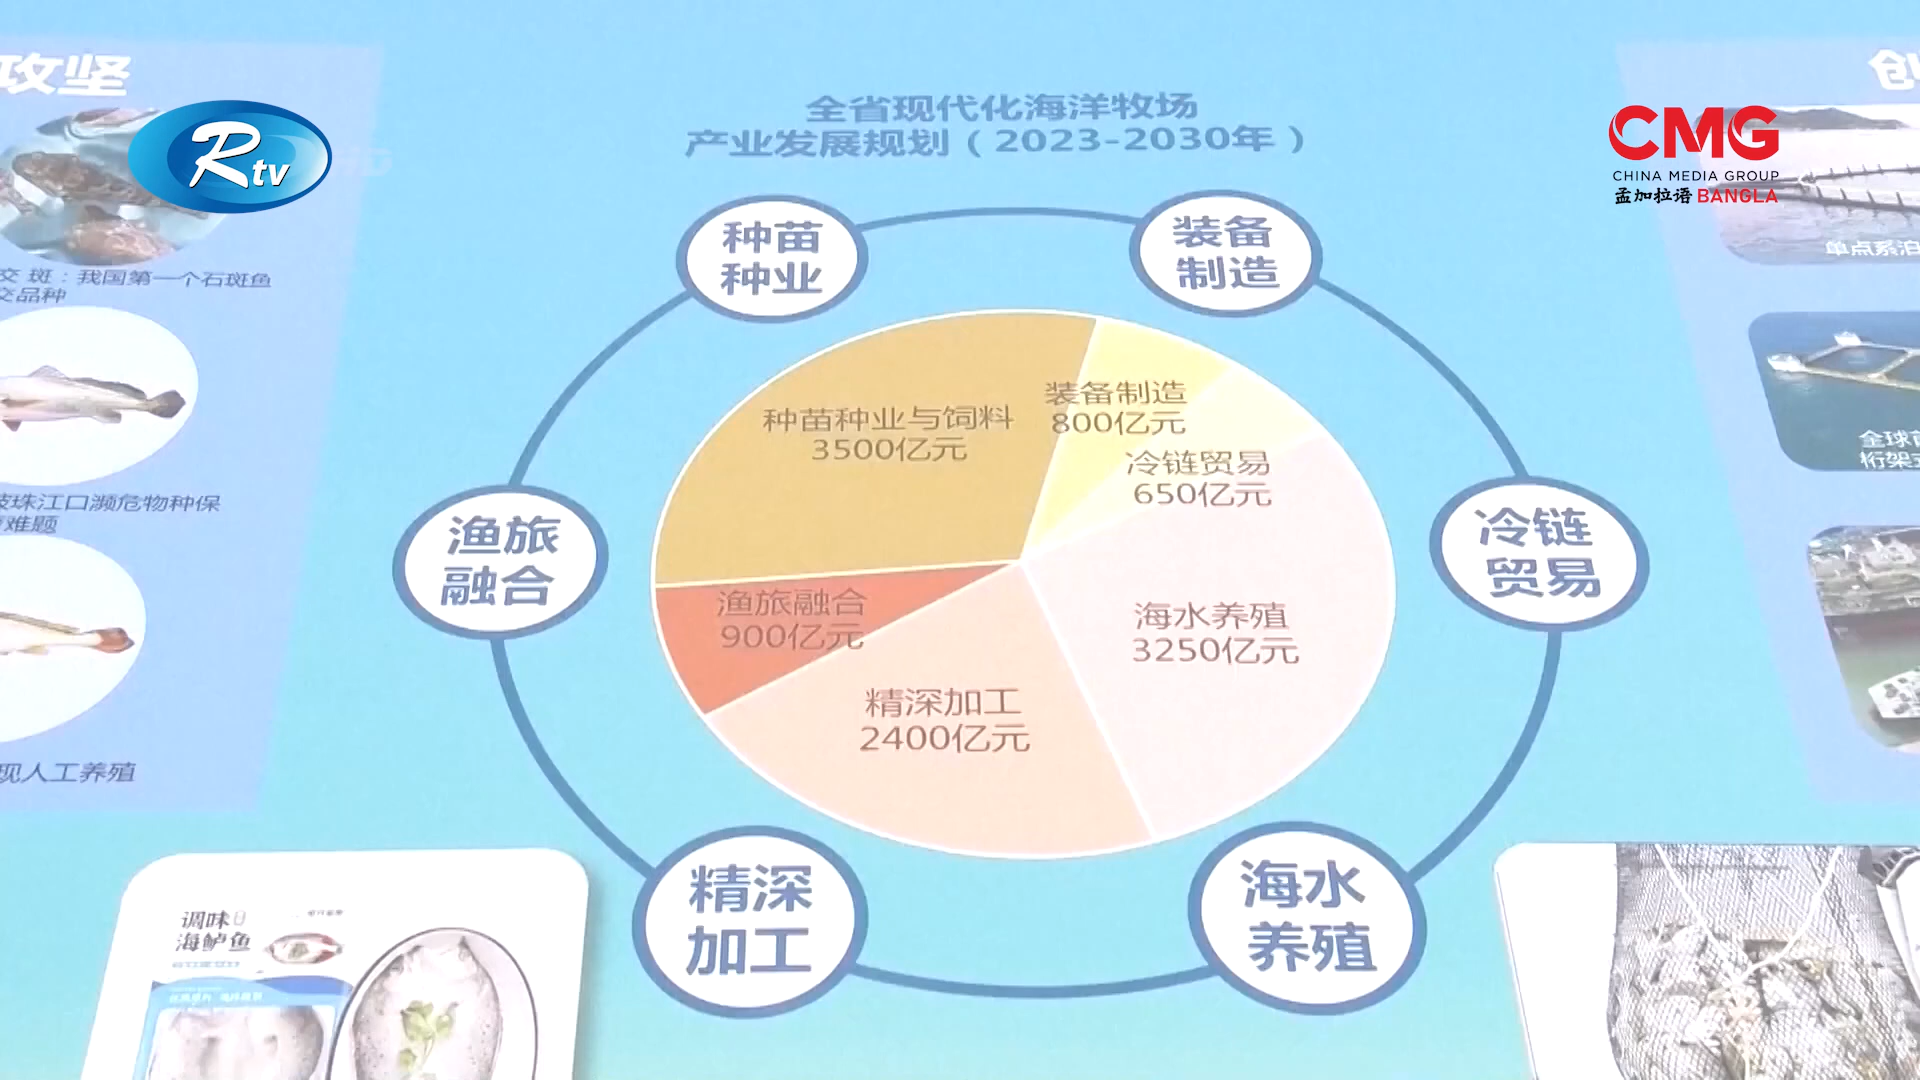 攻坚
Rtv
全省现代化海洋牧场
产业发展规划（2023-2030年）
CMG
CHINA MEDIA GROUP
孟加拉语 BANGLA
种苗
种业
装备
制造
单点系泊
交 斑：我国第一个石斑鱼
交品种
种苗种业与饲料
3500亿元
装备制造
800亿元
冷链贸易
650亿元
全球
桁架
珠江口濒危物种保
难题
渔旅
融合
冷链
贸易
渔旅融合
900亿元
海水养殖
3250亿元
精深加工
2400亿元
现人工养殖
精深
加工
海水
养殖
调味
海鲈鱼